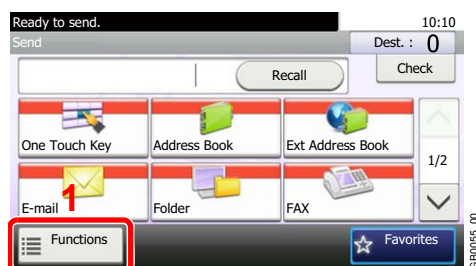 Ready to send.
10:10
Send
Dest. : 0
Recall
Check
One Touch Key
Address Book
Ext Address Book
1/2
E-mail
1
Folder
FAX
Functions
Favorites